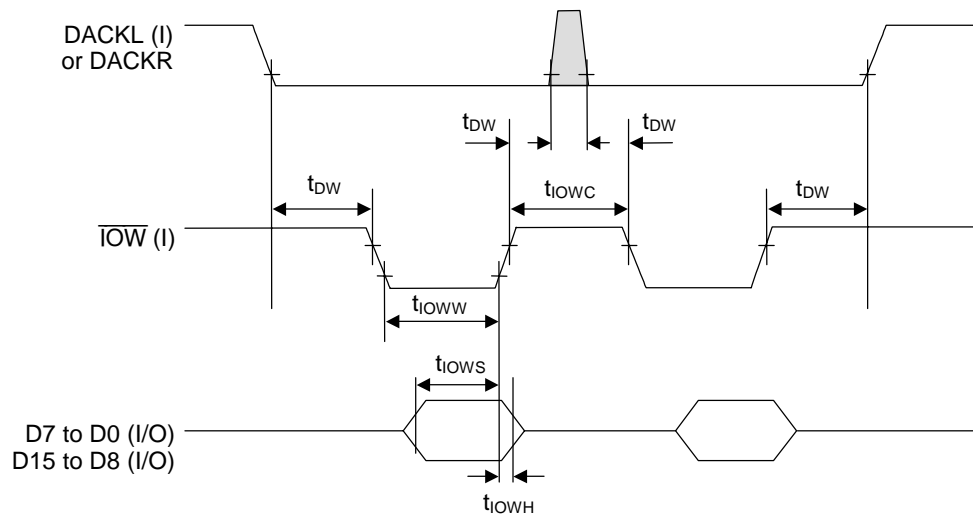 DACKL (I)
or DACKR
tDW
tDW
tDW
tIOWC
tDW
IOW (I)
tIOWW
tIOWS
D7 to D0 (I/O)
D15 to D8 (I/O)
tIOWH